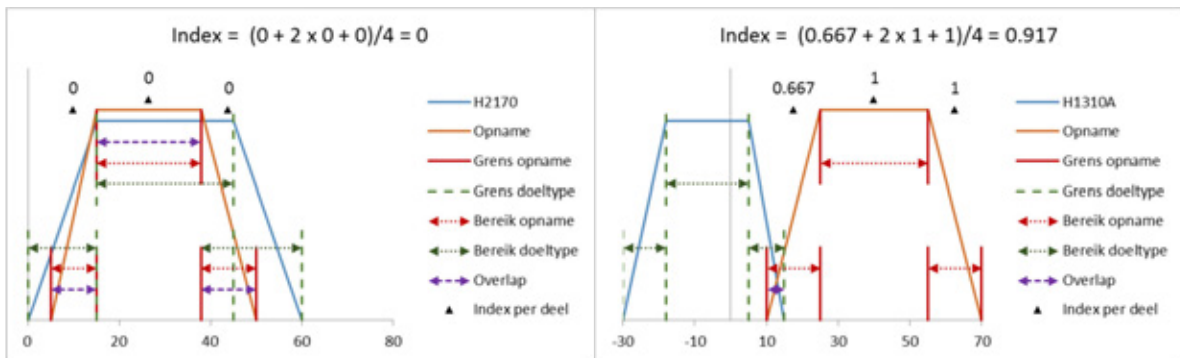 Index = (0 + 2 x 0 + 0)/4 = 0
0
0
0
H2170
Opname
Grens opname
Grens doeltype
Bereik opname
Bereik doeltype
Overlap
Index per deel
0 20 40 60 80
Index = (0.667 + 2 x 1 + 1)/4 = 0.917
0.667
1
1
H1310A
Opname
Grens opname
Grens doeltype
Bereik opname
Bereik doeltype
Overlap
Index per deel
-30 -10 10 30 50 70